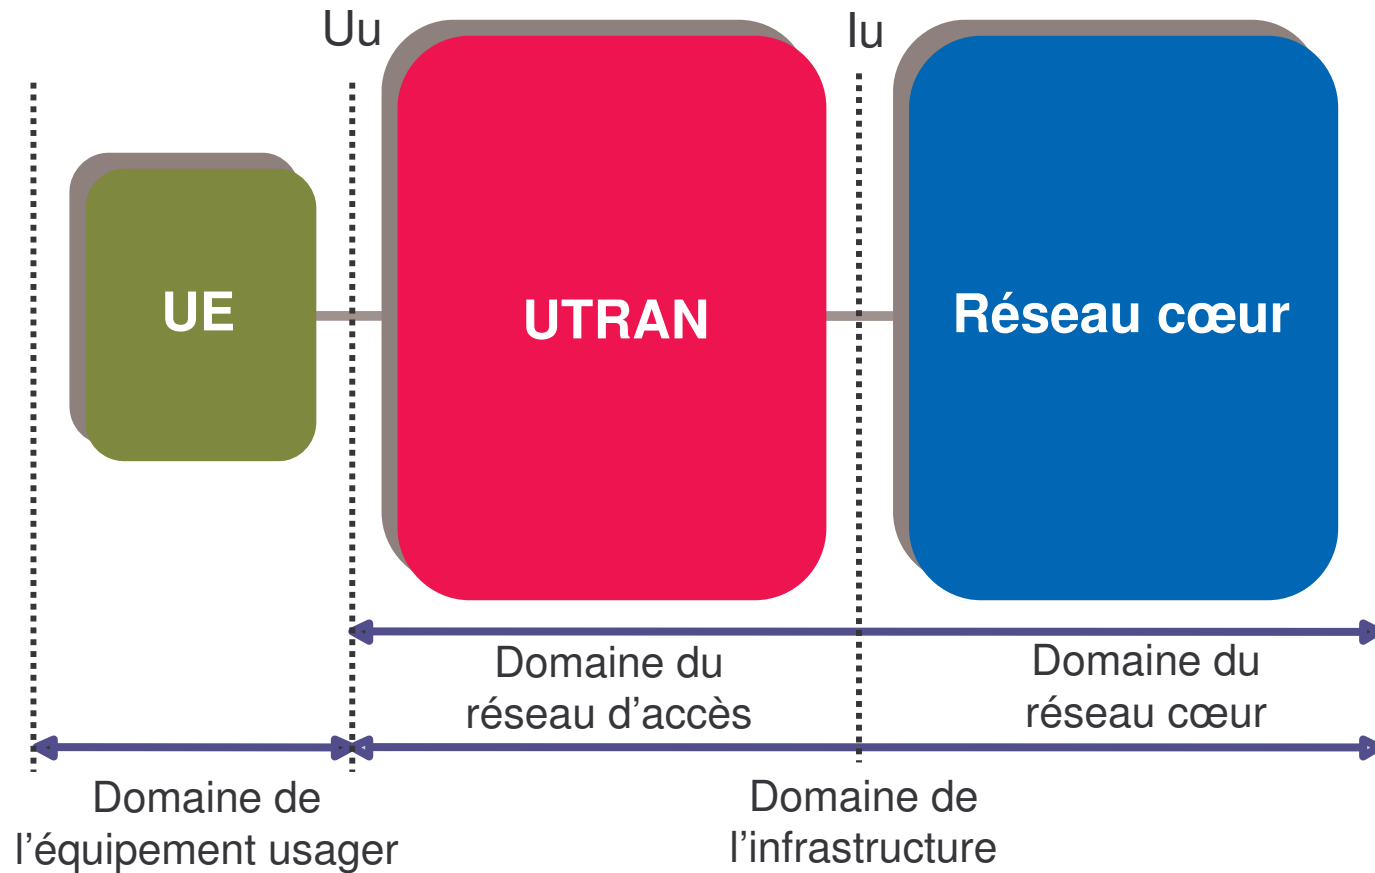 Uu
Iu
UE
UTRAN
Réseau cœur
Domaine du
réseau d’accès
Domaine du
réseau cœur
Domaine de
l’équipement usager
Domaine de
l’infrastructure